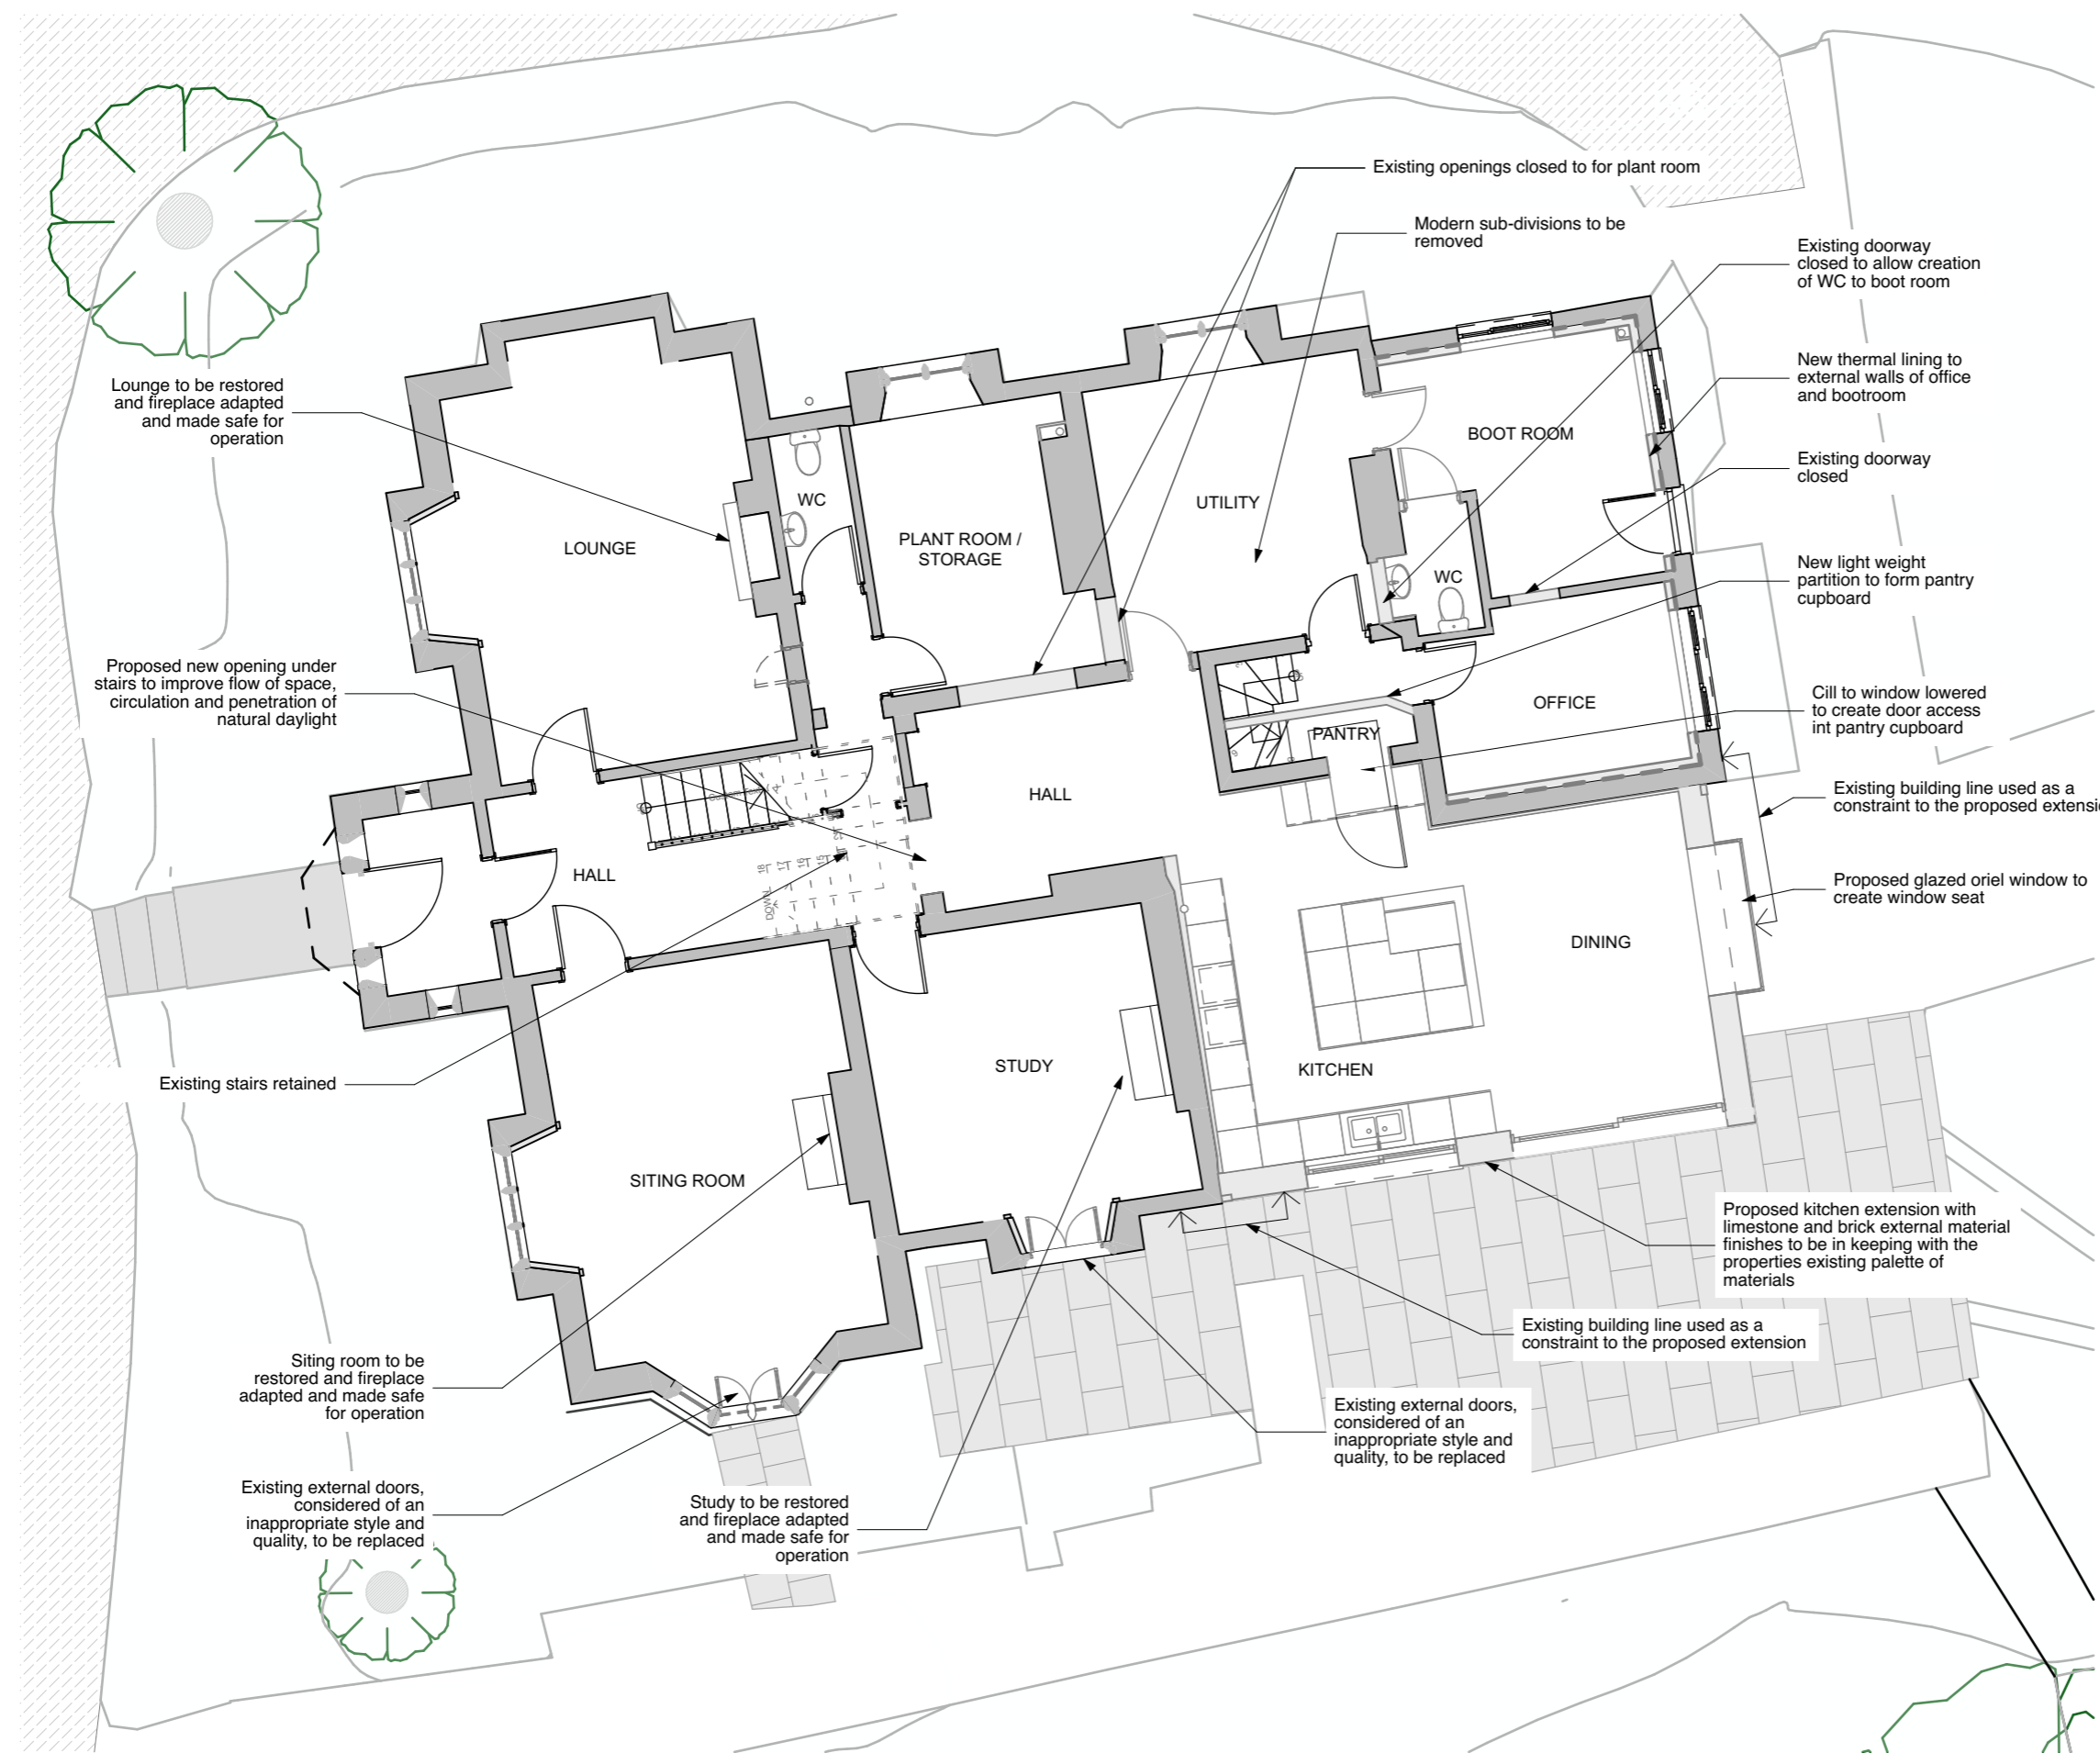 Existing openings closed to for plant room
Modern sub-divisions to be
removed
Existing doorway
closed to allow creation
of WC to boot room
New thermal lining to
external walls of office
and bootroom
Existing doorway
closed
New light weight
partition to form pantry
cupboard
Cill to window lowered
to create door access
int pantry cupboard
Existing building line used as a
constraint to the proposed extensi
Proposed glazed oriel window to
create window seat
Lounge to be restored
and fireplace adapted
and made safe for
operation
Proposed new opening under
stairs to improve flow of space,
circulation and penetration of
natural daylight
Existing stairs retained
LOUNGE
WC
PLANT ROOM /
STORAGE
UTILITY
BOOT ROOM
WC
OFFICE
PANTRY
HALL
HALL
DOWN
18
17
16
15
DINING
KITCHEN
STUDY
SITING ROOM
Proposed kitchen extension with
limestone and brick external material
finishes to be in keeping with the
properties existing palette of
materials
Existing building line used as a
constraint to the proposed extension
Existing external doors,
considered of an
inappropriate style and
quality, to be replaced
Siting room to be
restored and fireplace
adapted and made safe
for operation
Existing external doors,
considered of an
inappropriate style and
quality, to be replaced
Study to be restored
and fireplace adapted
and made safe for
operation